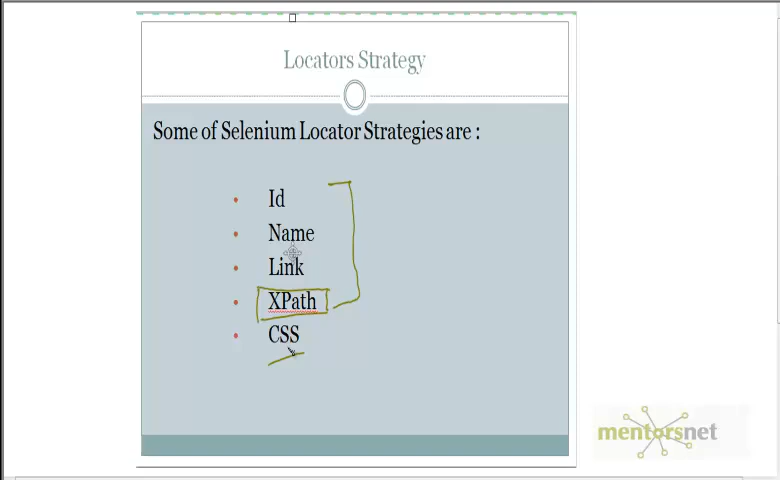 Locators Strategy
Some of Selenium Locator Strategies are :
• Id
• Name
• Link
• XPath
• CSS
mentorsnet